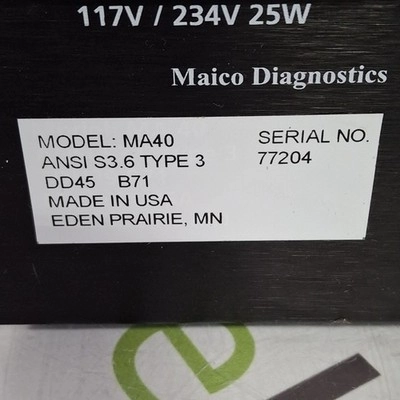 117V / 234V 25W
Maico Diagnostics
MODEL: MA40 SERIAL NO.
ANSI S3.6 TYPE 3 77204
DD45 B71
MADE IN USA
EDEN PRAIRIE, MN